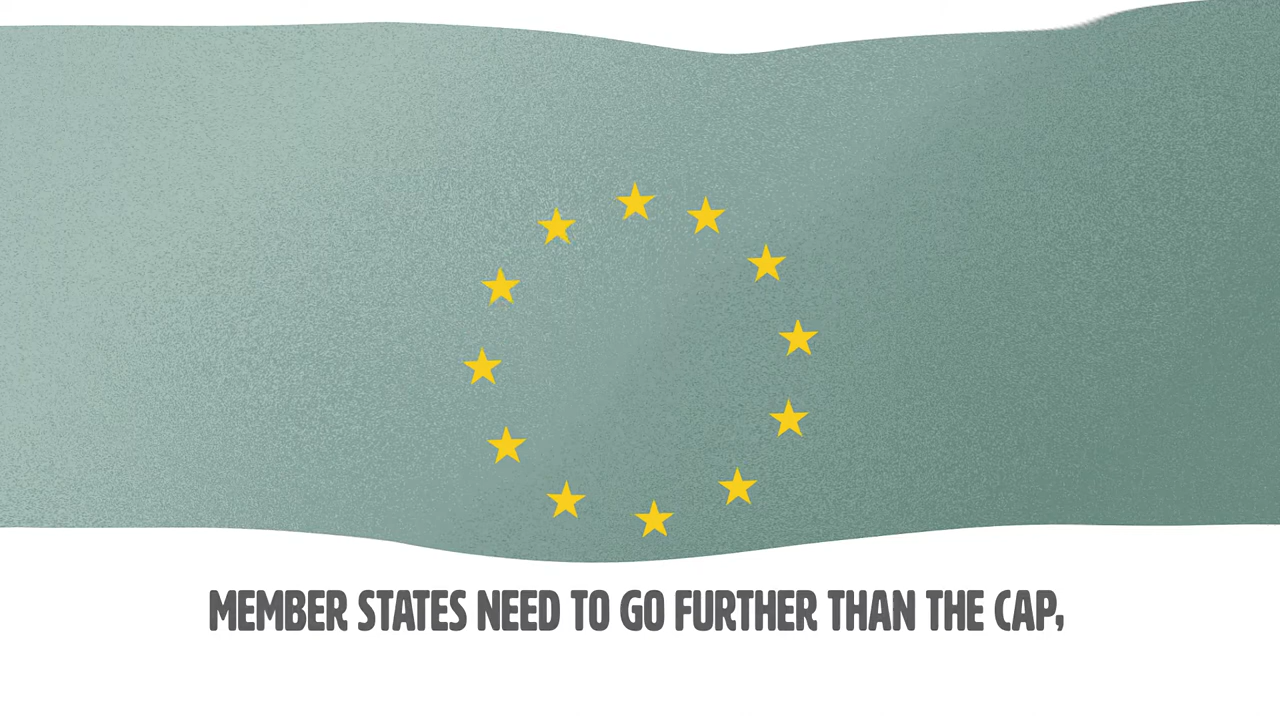 MEMBER STATES NEED TO GO FURTHER THAN THE CAP,